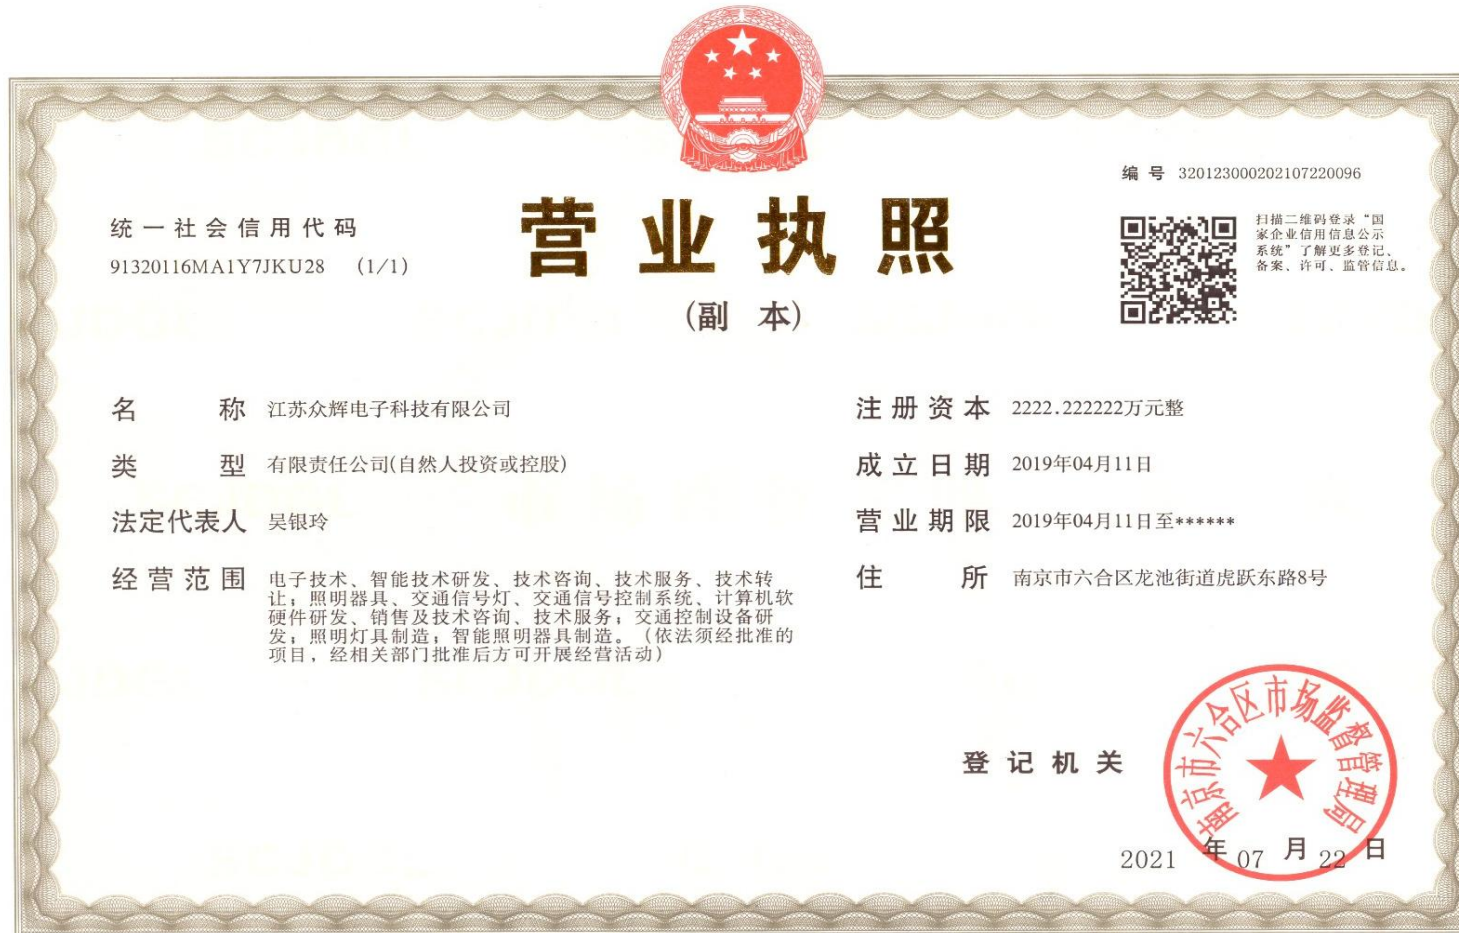 编号 320123000202107220096
统一社会信用代码
91320116MA1Y7JKU28 (1/1)
营业执照
(副 本)
扫描二维码登录“国
家企业信用信息公示
系统”了解更多登记、
备案、许可、监管信息。
名称 江苏众辉电子科技有限公司
类型 有限责任公司(自然人投资或控股)
法定代表人 吴银玲
经营范围 电子技术、智能技术研发、技术咨询、技术服务、技术转
让；照明器具、交通信号灯、交通信号控制系统、计算机软
硬件研发、销售及技术咨询、技术服务；交通控制设备研
发；照明灯具制造；智能照明器具制造。（依法须经批准的
项目，经相关部门批准后方可开展经营活动）
注册资本 2222.222222万元整
成立日期 2019年04月11日
营业期限 2019年04月11日至******
住所 南京市六合区龙池街道虎跃东路8号
登记机关
南京市六合区市场监督管理局
2021 年 07 月 22 日